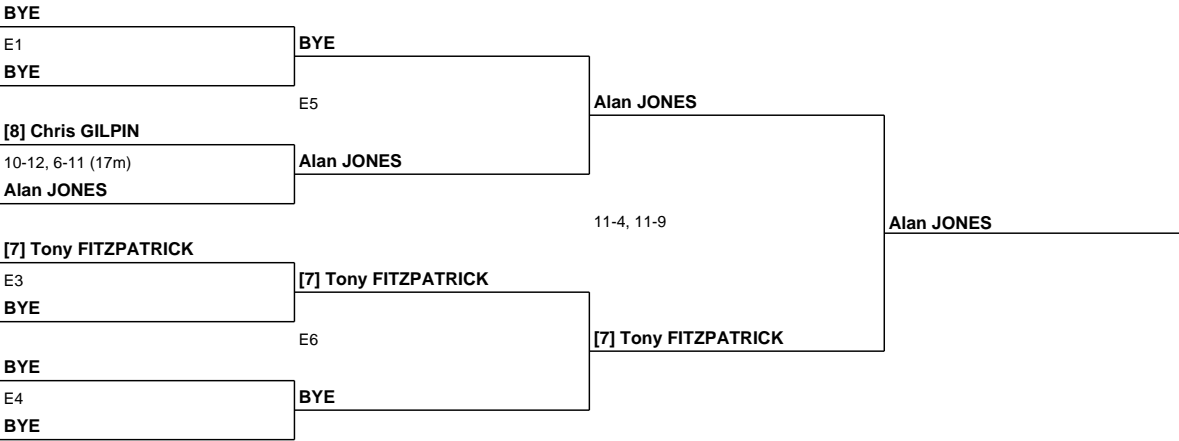 BYE
E1
BYE
BYE
E5
[8] Chris GILPIN
10-12, 6-11 (17m)
Alan JONES
Alan JONES
Alan JONES
11-4, 11-9
Alan JONES
[7] Tony FITZPATRICK
E3
BYE
[7] Tony FITZPATRICK
E6
[7] Tony FITZPATRICK
BYE
E4
BYE
BYE